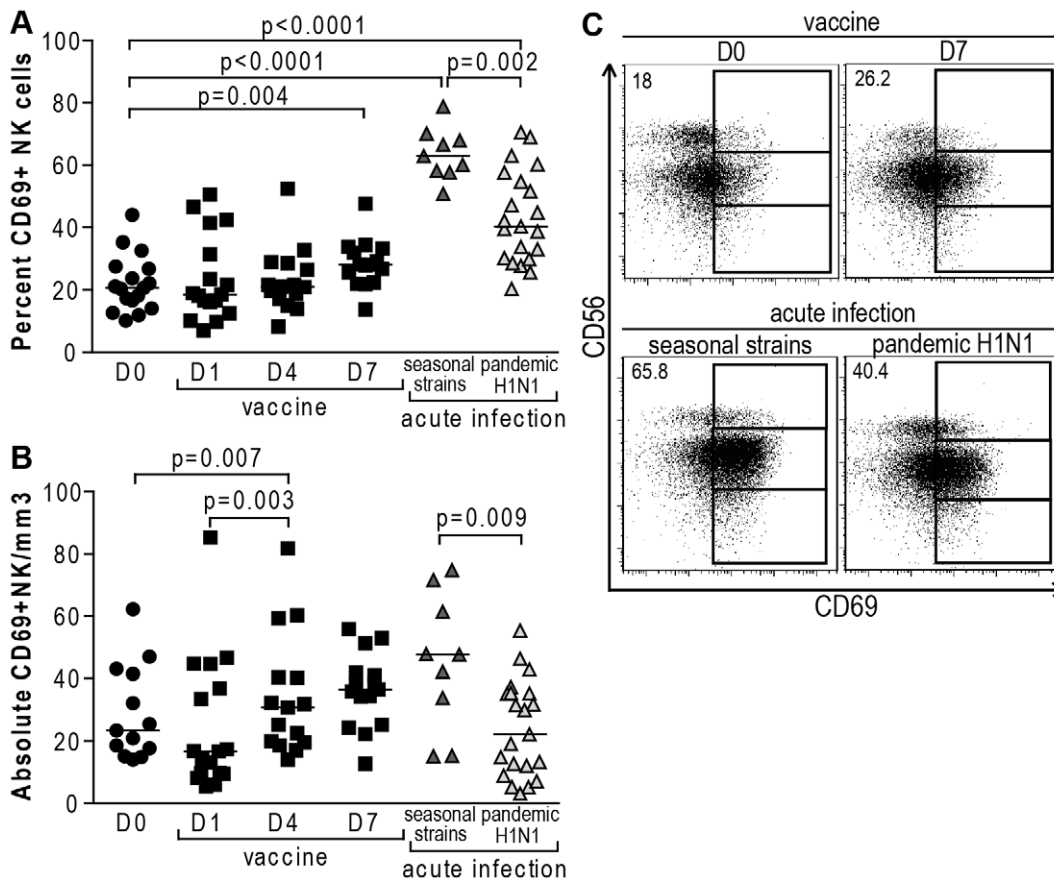 A
Percent CD69+ NK cells
100
80
60
40
20
0
p<0.0001
p<0.0001
p=0.002
p=0.004
D0
D1
D4
D7
seasonal
strains
pandemic
H1N1
vaccine
acute infection
B
Absolute CD69+NK/mm3
100
80
60
40
20
0
p=0.007
p=0.003
p=0.009
D0
D1
D4
D7
seasonal
strains
pandemic
H1N1
vaccine
acute infection
C
vaccine
D0
D7
18
26.2
acute infection
seasonal strains
pandemic H1N1
65.8
40.4
CD56
CD69